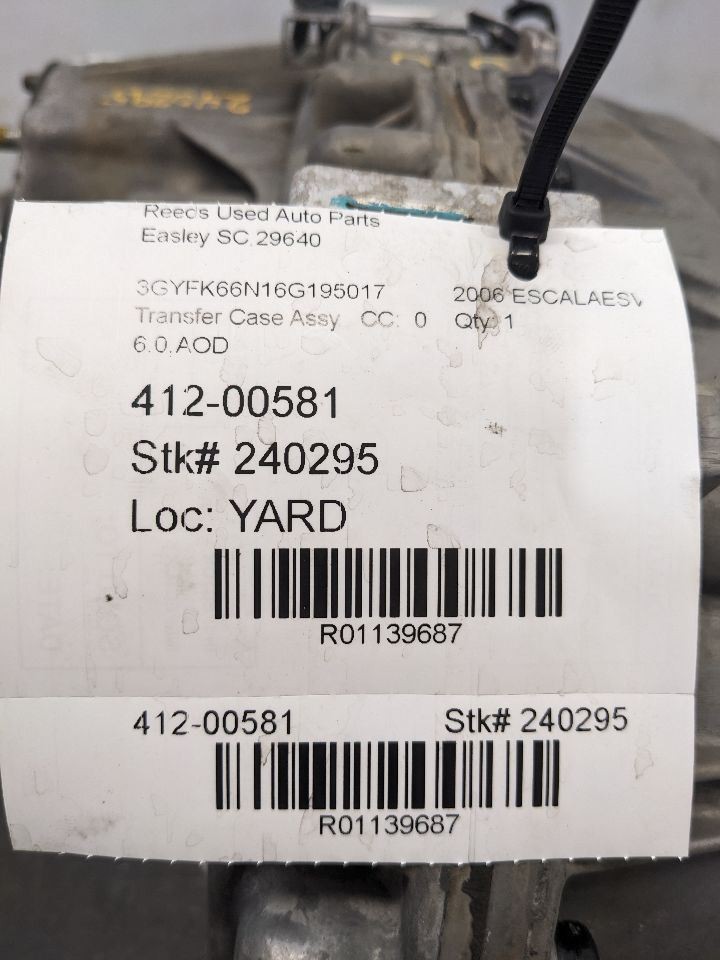 Reed's Used Auto Parts
Easley SC 29640
3GYFK66N16G195017 2006 ESCALAESV
Transfer Case Assy CC: 0 Qty: 1
6.0.AOD
412-00581
Stk# 240295
Loc: YARD
R01139687
412-00581 Stk# 240295
R01139687